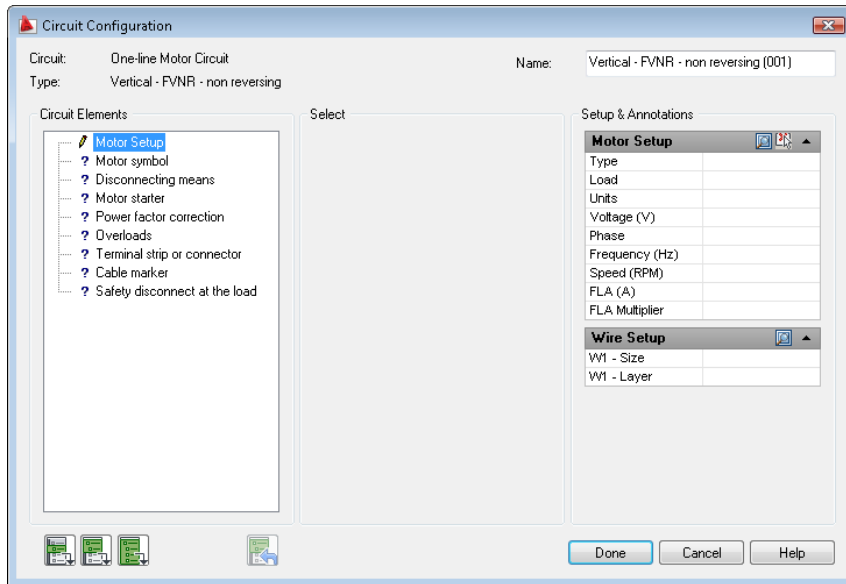 Circuit Configuration
Circuit: One-line Motor Circuit
Name: Vertical - FVNR - non reversing (001)
Type: Vertical - FVNR - non reversing
Circuit Elements
Motor Setup
? Motor symbol
? Disconnecting means
? Motor starter
? Power factor correction
? Overloads
? Terminal strip or connector
? Cable marker
? Safety disconnect at the load
Select
Setup & Annotations
Motor Setup
Type
Load
Units
Voltage (V)
Phase
Frequency (Hz)
Speed (RPM)
FLA (A)
FLA Multiplier
Wire Setup
W1 - Size
W1 - Layer
Done
Cancel
Help